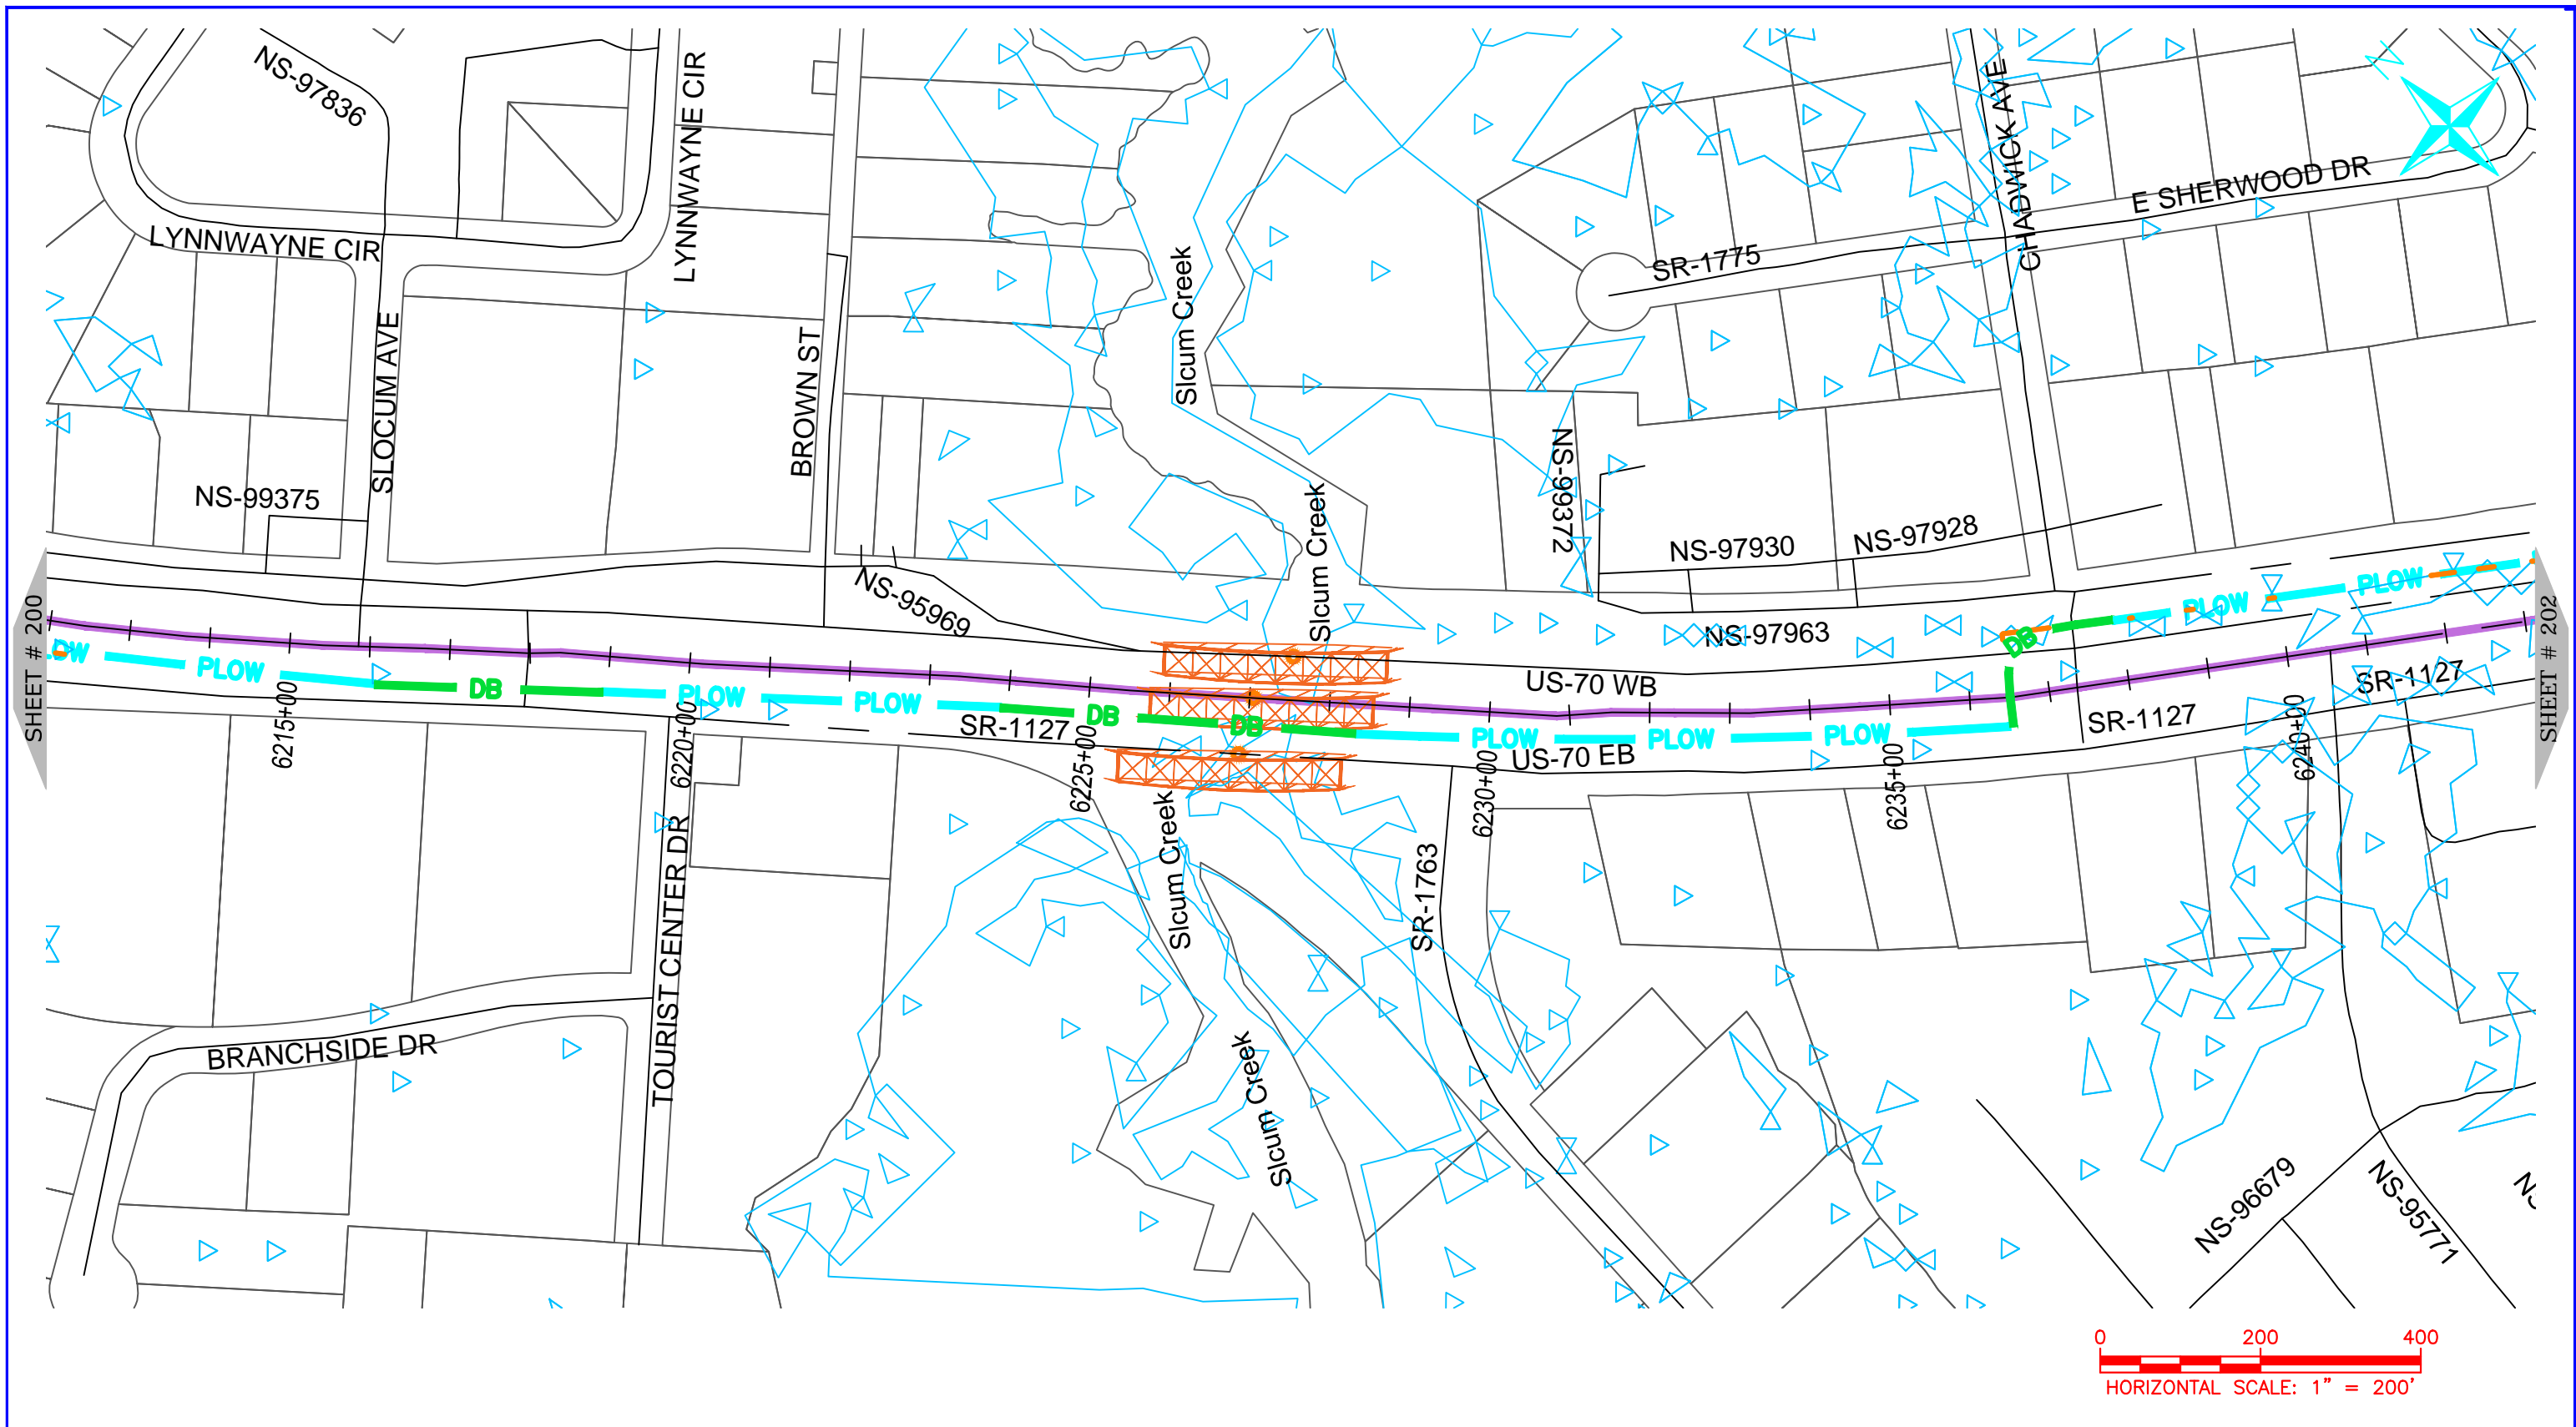 NS-97836
LYNNWAYNE CIR
CHADWICK AVE
E SHERWOOD DR
LYNNWAYNE CIR
SR-1775
Slcum Creek
SLOCUM AVE
BROWN ST
NS-99375
NS-99372
Slcum Creek
NS-97930
NS-97928
NS-95969
NS-97963
SHEET # 200
SHEET # 202
PLOW
DB
PLOW
PLOW
DB
DB
PLOW
PLOW
PLOW
DB
PLOW
PLOW
US-70 WB
US-70 EB
SR-1127
SR-1127
SR-1127
6215+00
6220+00
6225+00
6230+00
6235+00
6240+00
Slcum Creek
SR-1763
TOURIST CENTER DR
BRANCHSIDE DR
Slcum Creek
NS-96679
NS-95771
0 200 400
HORIZONTAL SCALE: 1" = 200'